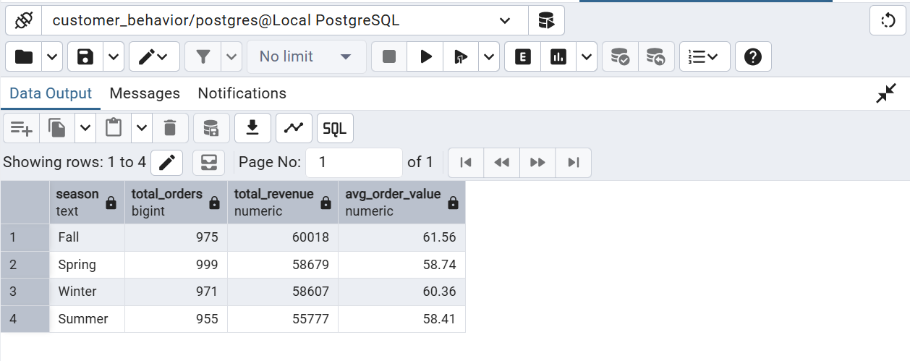 customer_behavior/postgres@Local PostgreSQL
No limit
E
Data Output Messages Notifications
SQL
Showing rows: 1 to 4 Page No: 1 of 1
season total_orders total_revenue avg_order_value
text bigint numeric numeric
1 Fall 975 60018 61.56
2 Spring 999 58679 58.74
3 Winter 971 58607 60.36
4 Summer 955 55777 58.41